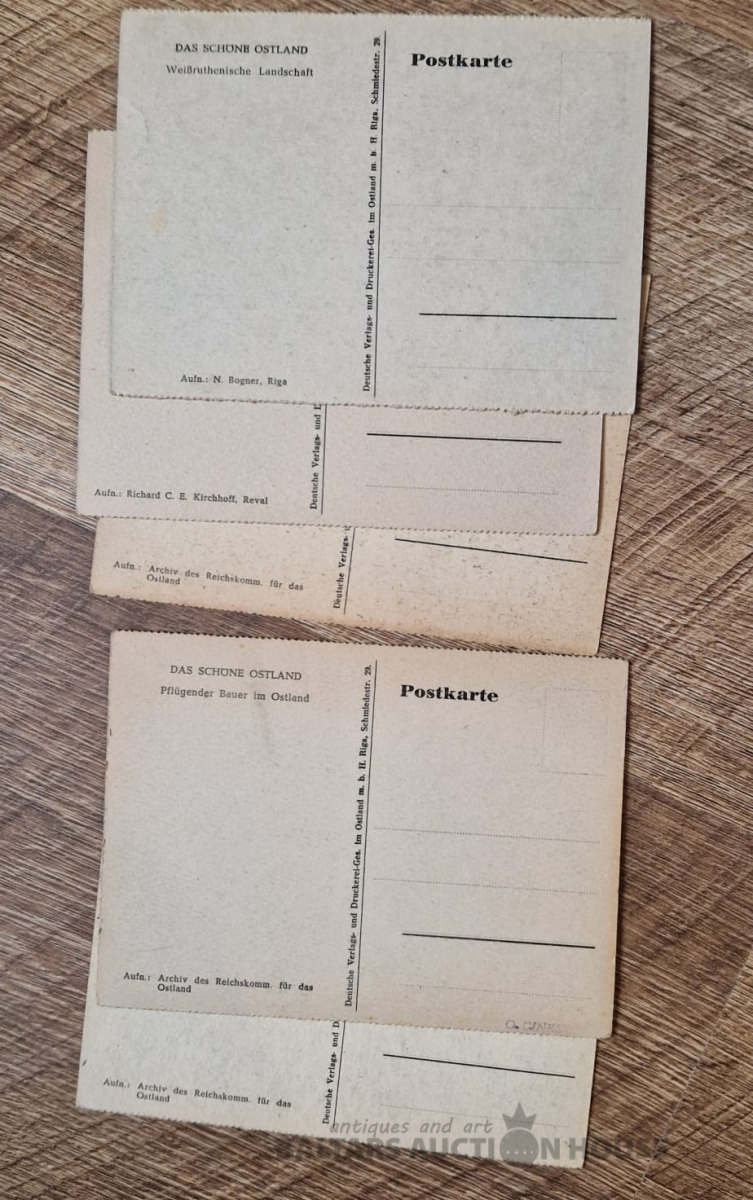 DAS SCHÖNE OSTLAND
Weißruthenische Landschaft
Aufn.: N. Bogner, Riga
Deutsche Verlags- und Druckerei-Ges. im Ostland m. b. H. Riga, Schmiedestr. 29.
Postkarte
Aufn.: Richard C. E. Kirchhoff, Reval
Deutsche Verlags- und
Aufn.: Archiv des Reichskomm. für das
Ostland
Deutsche Verlags-
DAS SCHÖNE OSTLAND
Pflügender Bauer im Ostland
Aufn.: Archiv des Reichskomm. für das
Ostland
Deutsche Verlags- und Druckerei-Ges. im Ostland m. b. H. Riga, Schmiedestr. 29.
Postkarte
Aufn.: Archiv des Reichskomm. für das
Ostland
Deutsche Verlags- und D
antiques and art
BALTARS AUCTION HOUSE